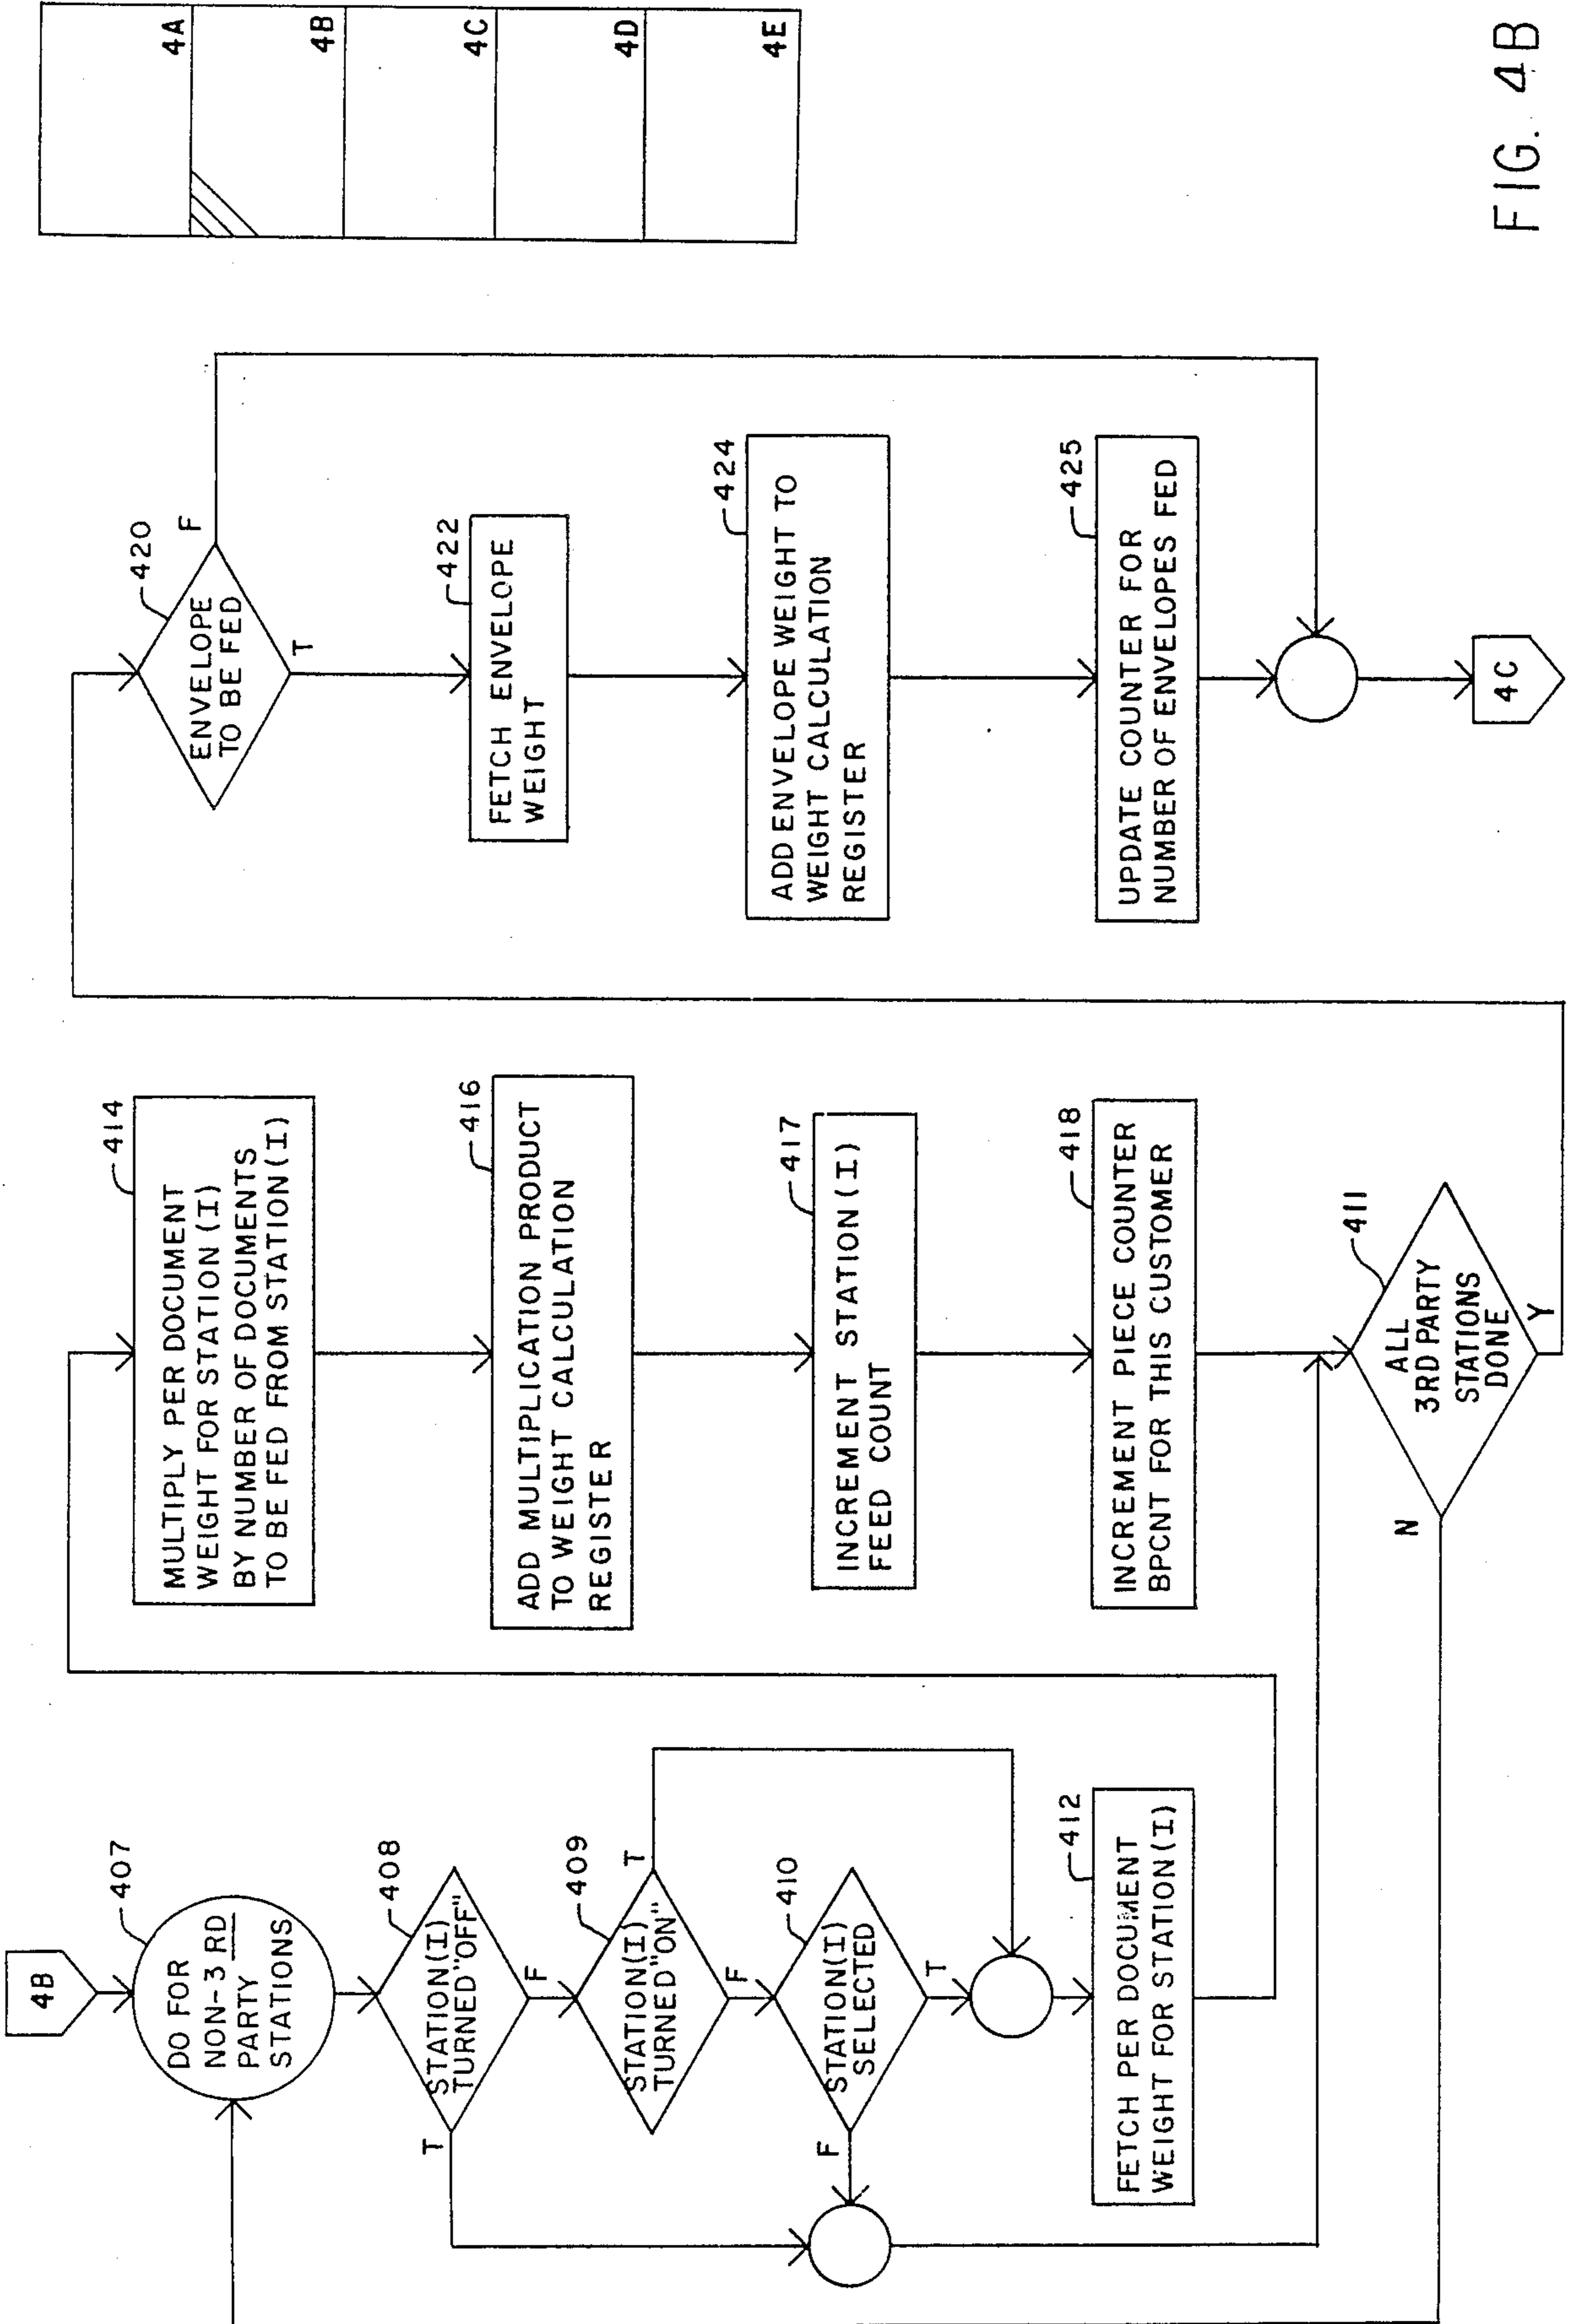 4B
407
DO FOR
NON-3 RD
PARTY
STATIONS
408
STATION(I)
TURNED "OFF"
T
F
409
STATION(I)
TURNED "ON"
T
F
410
STATION(I)
SELECTED
F
T
412
FETCH PER DOCUMENT
WEIGHT FOR STATION(I)
414
MULTIPLY PER DOCUMENT
WEIGHT FOR STATION(I)
BY NUMBER OF DOCUMENTS
TO BE FED FROM STATION(I)
416
ADD MULTIPLICATION PRODUCT
TO WEIGHT CALCULATION
REGISTER
417
INCREMENT STATION(I)
FEED COUNT
418
INCREMENT PIECE COUNTER
BPCNT FOR THIS CUSTOMER
411
ALL
3RD PARTY
STATIONS
DONE
N
Y
420
ENVELOPE
TO BE FED
F
T
422
FETCH ENVELOPE
WEIGHT
424
ADD ENVELOPE WEIGHT TO
WEIGHT CALCULATION
REGISTER
425
UPDATE COUNTER FOR
NUMBER OF ENVELOPES FED
4C
4A
4B
4C
4D
4E
FIG. 4B